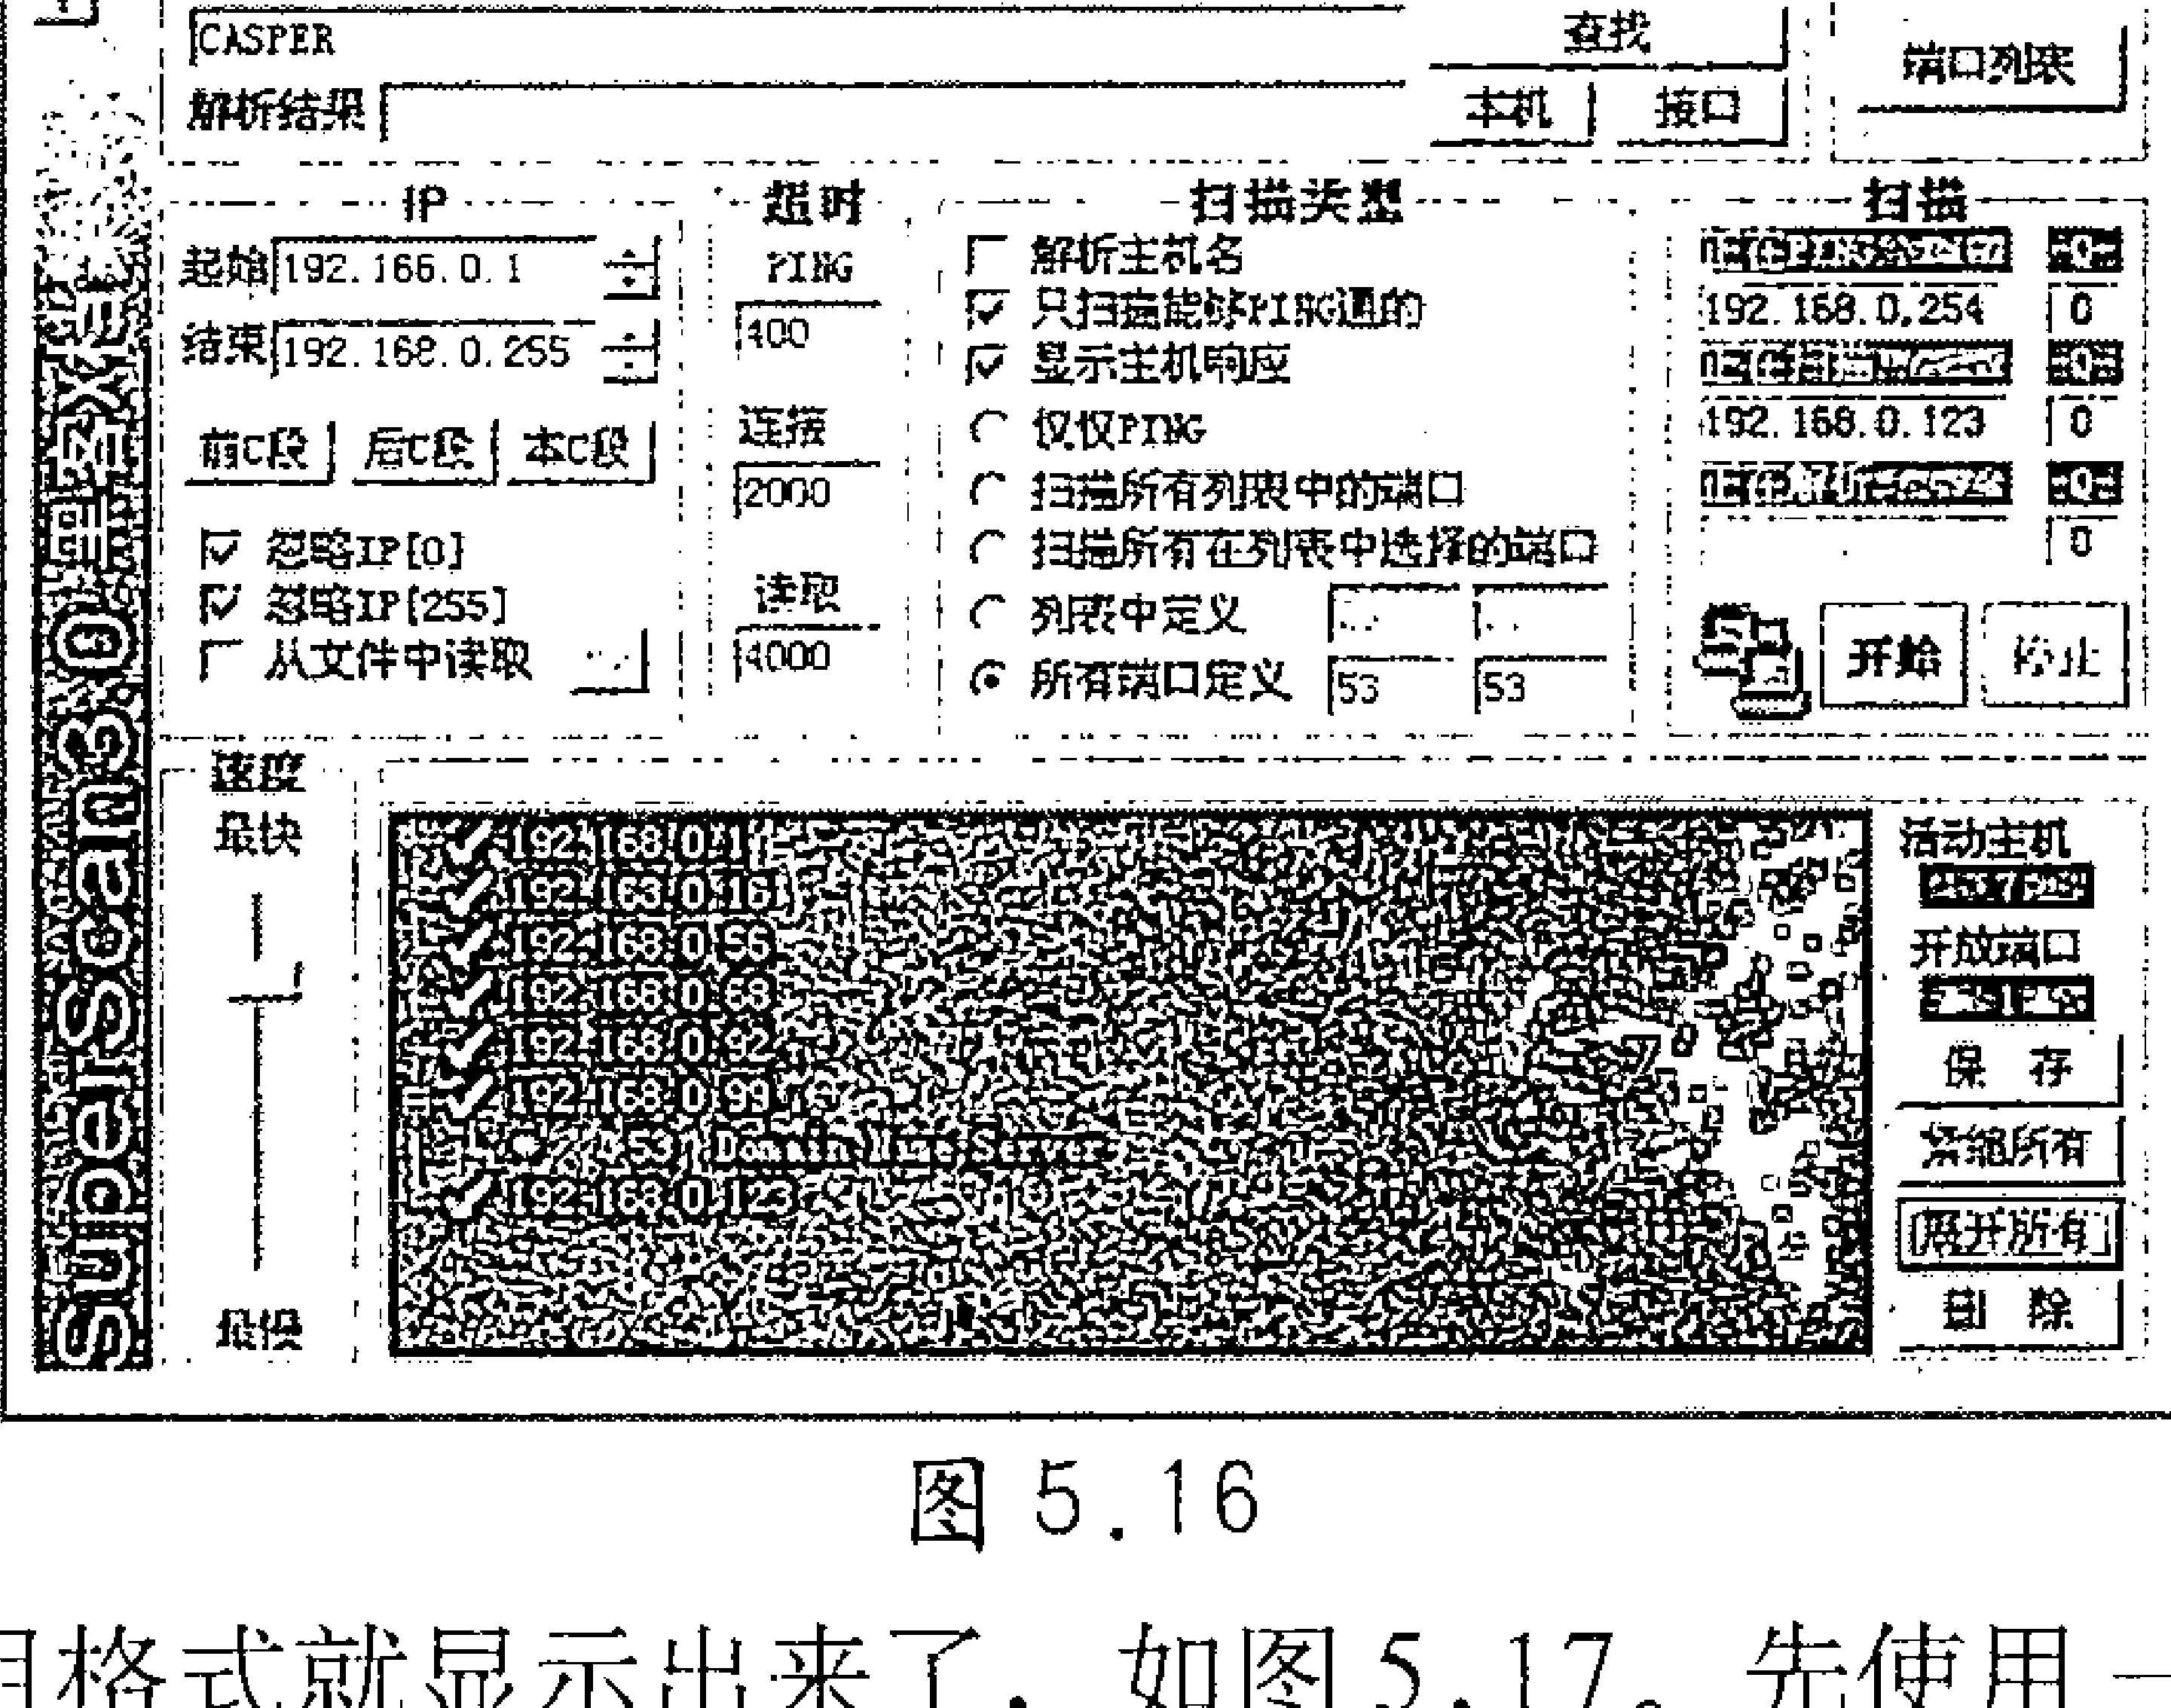 CASPER
查找
端口列表
解析结果
本机
接口
IP
超时
扫描类型
扫描
起始
192.166.0.1
PING
解析主机名
只扫描能够PING通的
192.168.0.254
0
结束
192.168.0.255
400
显示主机响应
仅仅PING
192.168.0.123
0
前C段
后C段
本C段
连接
2000
扫描所有列表中的端口
忽略IP[0]
扫描所有在列表中选择的端口
0
忽略IP[255]
读取
列表中定义
从文件中读取
4000
所有端口定义
53
53
开始
停止
SuperScan3.0
速度
最快
最慢
192.168.0.1
192.168.0.16
192.168.0.56
192.168.0.68
192.168.0.92
192.168.0.99
53
192.168.0.123
活动主机
开放端口
保 存
紧缩所有
展开所有
删 除
图 5.16
格式就显示出来了，如图5.17。先使用一